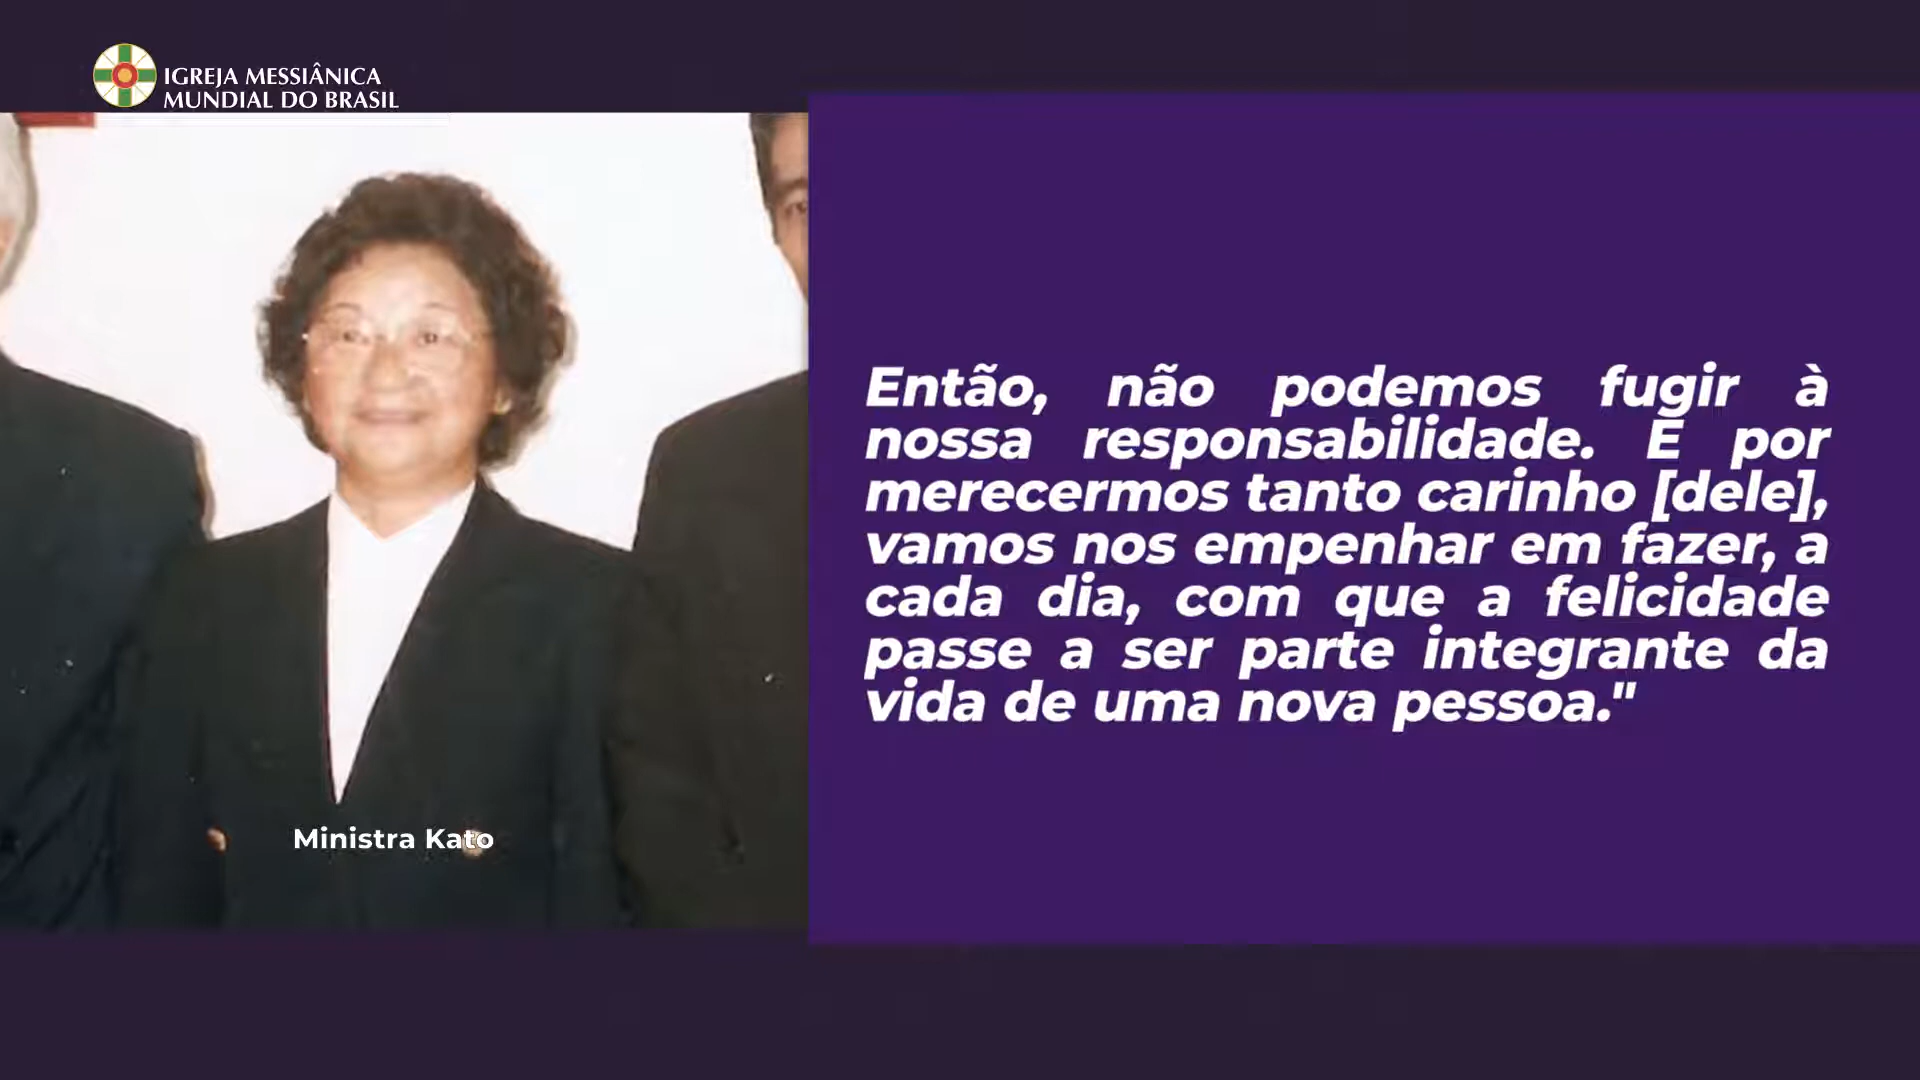 IGREJA MESSIÂNICA
MUNDIAL DO BRASIL
Ministra Kato
Então, não podemos fugir à
nossa responsabilidade. E por
merecermos tanto carinho [dele],
vamos nos empenhar em fazer, a
cada dia, com que a felicidade
passe a ser parte integrante da
vida de uma nova pessoa."